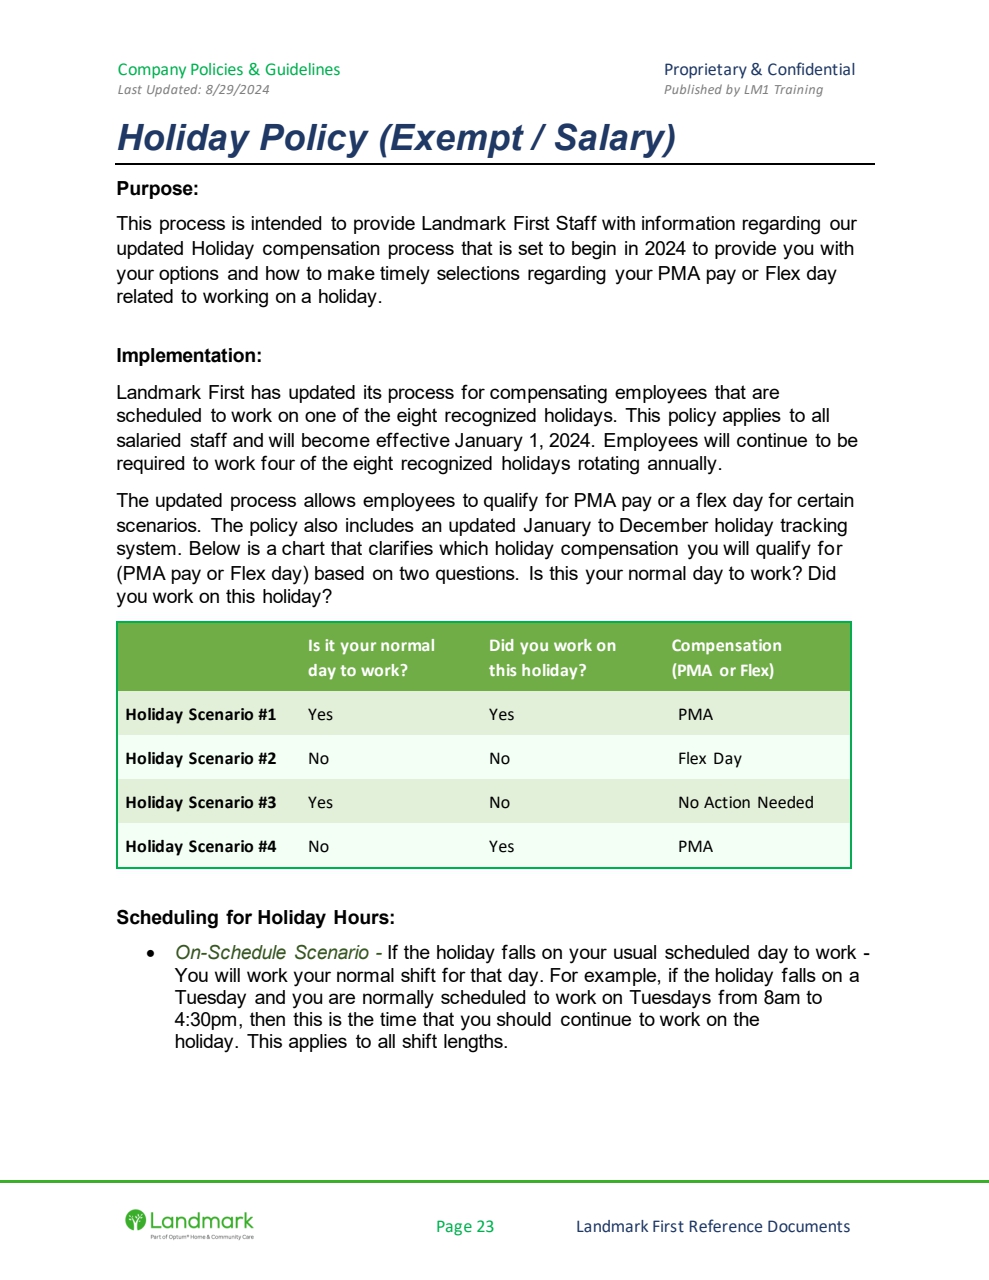 Company Policies & Guidelines
Proprietary & Confidential
Last Updated: 8/29/2024
Published by LM1 Training
Holiday Policy (Exempt / Salary)
Purpose:
This process is intended to provide Landmark First Staff with information regarding our
updated Holiday compensation process that is set to begin in 2024 to provide you with
your options and how to make timely selections regarding your PMA pay or Flex day
related to working on a holiday.
Implementation:
Landmark First has updated its process for compensating employees that are
scheduled to work on one of the eight recognized holidays. This policy applies to all
salaried staff and will become effective January 1, 2024. Employees will continue to be
required to work four of the eight recognized holidays rotating annually.
The updated process allows employees to qualify for PMA pay or a flex day for certain
scenarios. The policy also includes an updated January to December holiday tracking
system. Below is a chart that clarifies which holiday compensation you will qualify for
(PMA pay or Flex day) based on two questions. Is this your normal day to work? Did
you work on this holiday?
Is it your normal day to work?
Did you work on this holiday?
Compensation (PMA or Flex)
Holiday Scenario #1 Yes Yes PMA
Holiday Scenario #2 No No Flex Day
Holiday Scenario #3 Yes No No Action Needed
Holiday Scenario #4 No Yes PMA
Scheduling for Holiday Hours:
• On-Schedule Scenario - If the holiday falls on your usual scheduled day to work -
You will work your normal shift for that day. For example, if the holiday falls on a
Tuesday and you are normally scheduled to work on Tuesdays from 8am to
4:30pm, then this is the time that you should continue to work on the
holiday. This applies to all shift lengths.
Landmark
Part of Optum® Home & Community Care
Page 23
Landmark First Reference Documents